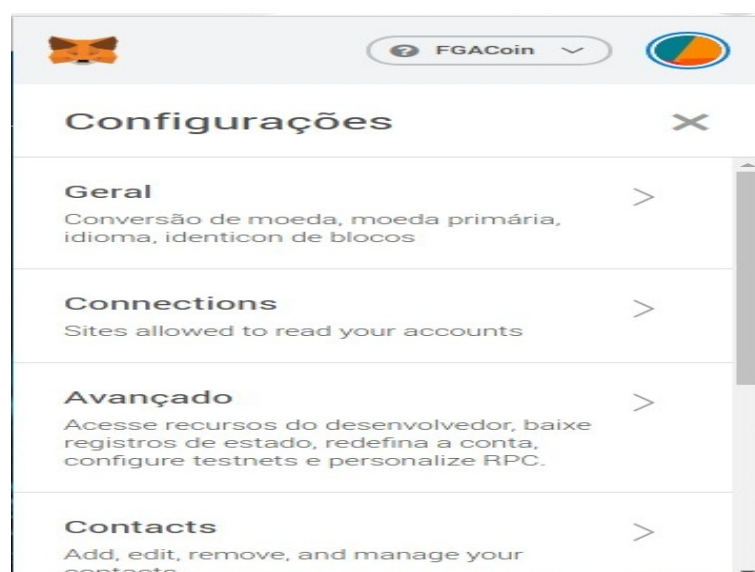 FGACoin
Configurações
Geral
Conversão de moeda, moeda primária,
idioma, identicon de blocos
Connections
Sites allowed to read your accounts
Avançado
Acesse recursos do desenvolvedor, baixe
registros de estado, redefina a conta,
configure testnets e personalize RPC.
Contacts
Add, edit, remove, and manage your
contacts